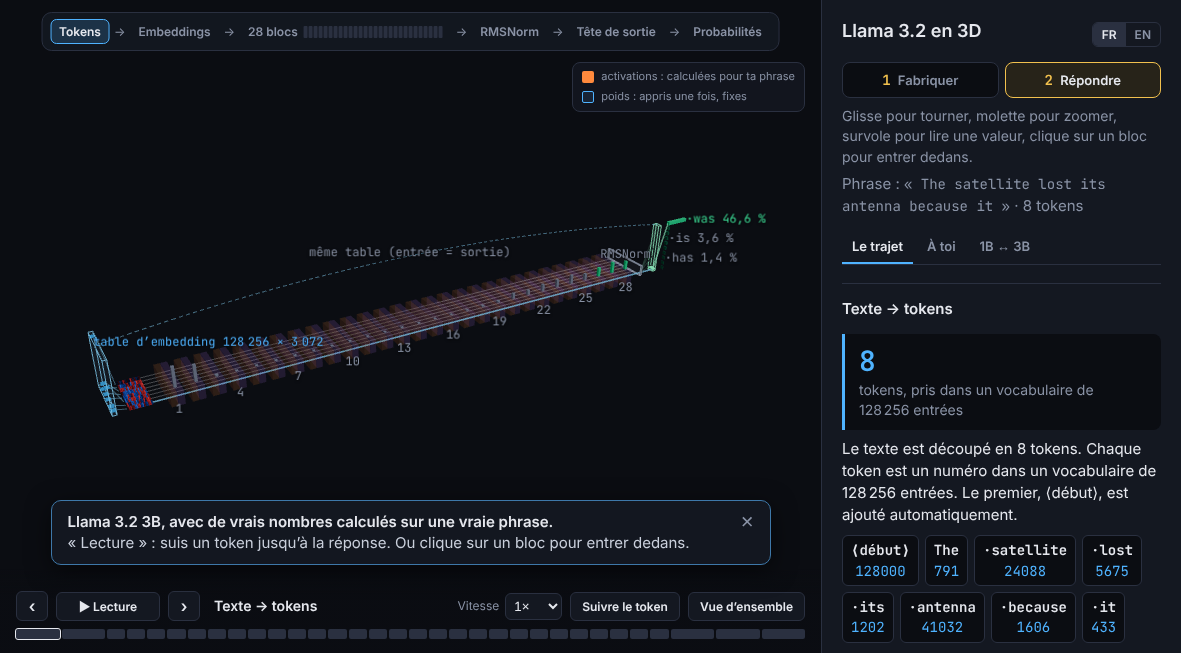 Tokens → Embeddings → 28 blocs → RMSNorm → Tête de sortie → Probabilités
activations : calculées pour ta phrase
poids : appris une fois, fixes
·was 46,6 %
·is 3,6 %
·has 1,4 %
même table (entrée = sortie)
RMSNorm
table d’embedding 128 256 × 3 072
1
4
7
10
13
16
19
22
25
28
Llama 3.2 3B, avec de vrais nombres calculés sur une vraie phrase.
« Lecture » : suis un token jusqu’à la réponse. Ou clique sur un bloc pour entrer dedans.
‹ ▶ Lecture › Texte → tokens Vitesse 1× Suivre le token Vue d’ensemble
Llama 3.2 en 3D
FR EN
1 Fabriquer 2 Répondre
Glisse pour tourner, molette pour zoomer,
survole pour lire une valeur, clique sur un bloc
pour entrer dedans.
Phrase : « The satellite lost its
antenna because it » · 8 tokens
Le trajet À toi 1B ↔ 3B
Texte → tokens
8
tokens, pris dans un vocabulaire de
128 256 entrées
Le texte est découpé en 8 tokens. Chaque
token est un numéro dans un vocabulaire de
128 256 entrées. Le premier, ⟨début⟩, est
ajouté automatiquement.
⟨début⟩ The ·satellite ·lost
128000 791 24088 5675
·its ·antenna ·because ·it
1202 41032 1606 433